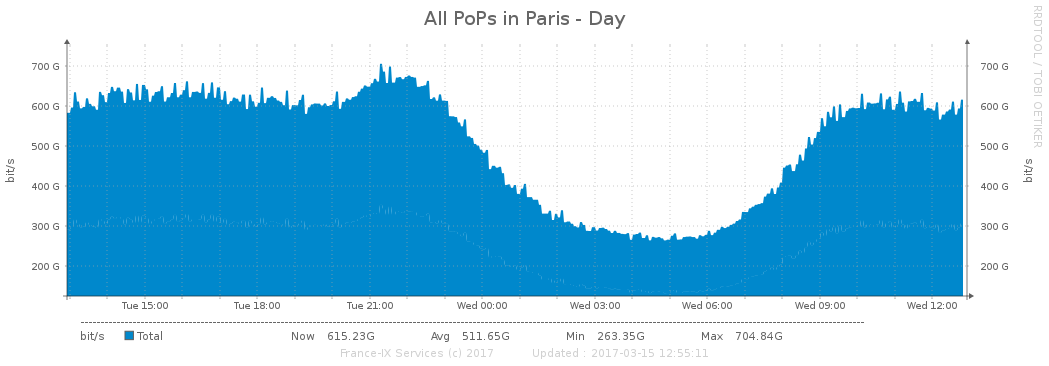 All PoPs in Paris - Day
RRDTOOL / TOBI OETIKER
700 G 700 G
600 G 600 G
500 G 500 G
400 G 400 G
300 G 300 G
200 G 200 G
bit/s bit/s
Tue 15:00 Tue 18:00 Tue 21:00 Wed 00:00 Wed 03:00 Wed 06:00 Wed 09:00 Wed 12:00
bit/s Total Now 615.23G Avg 511.65G Min 263.35G Max 704.84G
France-IX Services (c) 2017 Updated : 2017-03-15 12:55:11